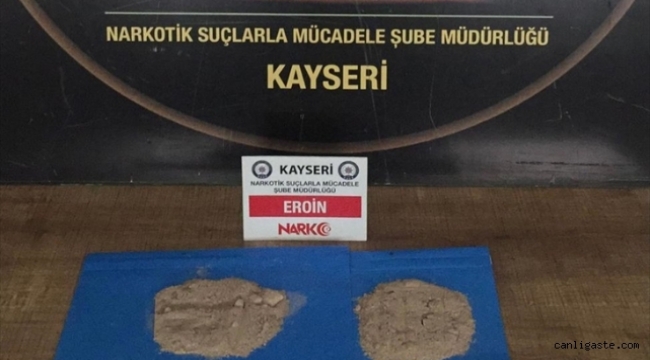 NARKOTİK SUÇLARLA MÜCADELE ŞUBE MÜDÜRLÜĞÜ
KAYSERİ
KAYSERİ
NARKOTİK SUÇLARLA MÜCADELE
ŞUBE MÜDÜRLÜĞÜ
EROİN
NARKO
canligaste.com